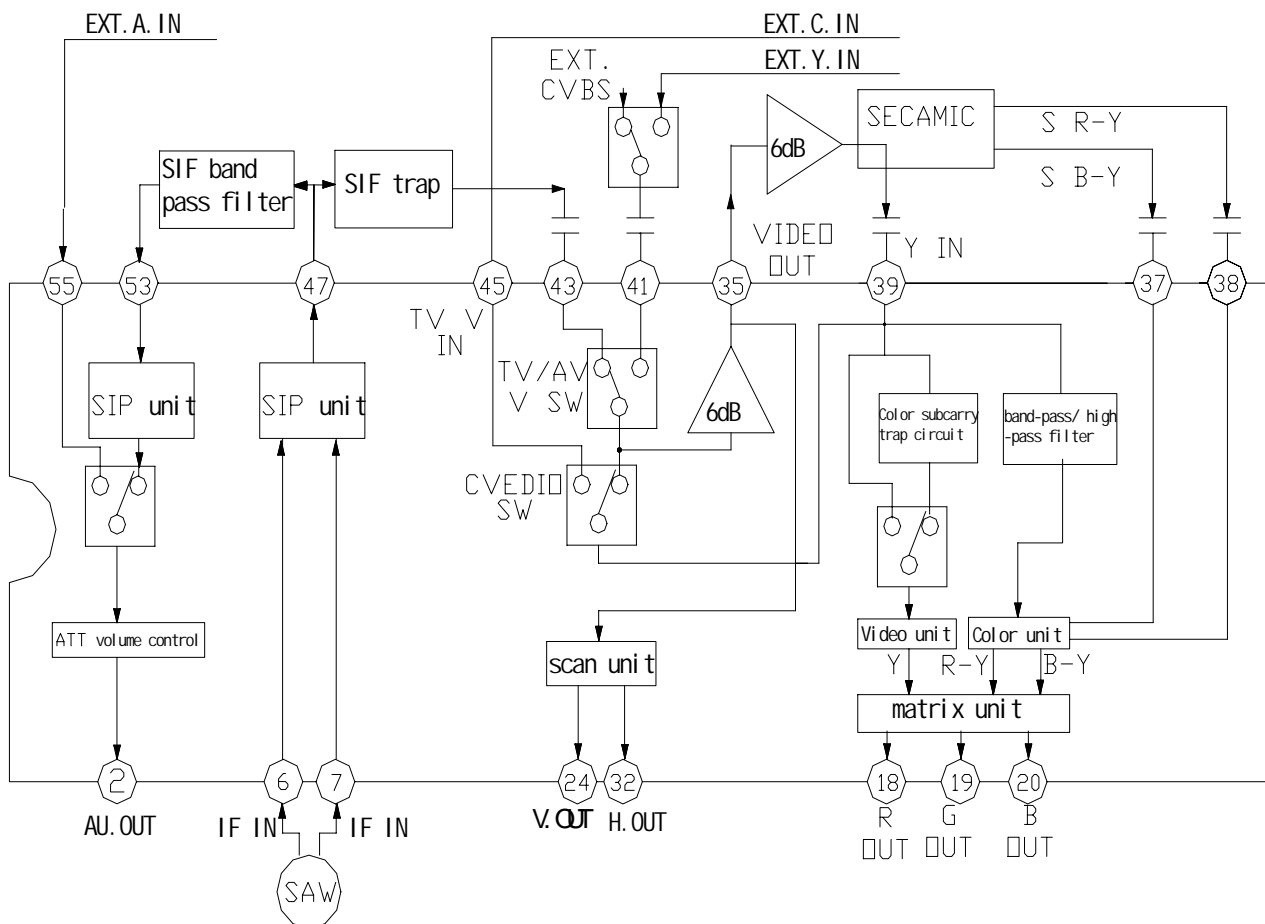 EXT.A.IN
EXT.C.IN
EXT.
CVBS
EXT.Y.IN
SECAMIC
S R-Y
S B-Y
6dB
SIF band
pass filter
SIF trap
VIDEO
OUT
Y IN
55
53
47
45
43
41
35
39
37
38
TV V
IN
SIP unit
SIP unit
TV/AV
V SW
6dB
Color subcarry
trap circuit
band-pass/ high
-pass filter
CVEDIO
SW
ATT volume control
scan unit
Video unit
Color unit
Y
R-Y
B-Y
matrix unit
2
6
7
24
32
18
19
20
AU.OUT
IF IN
IF IN
V.OUT
H.OUT
R
OUT
G
OUT
B
OUT
SAW